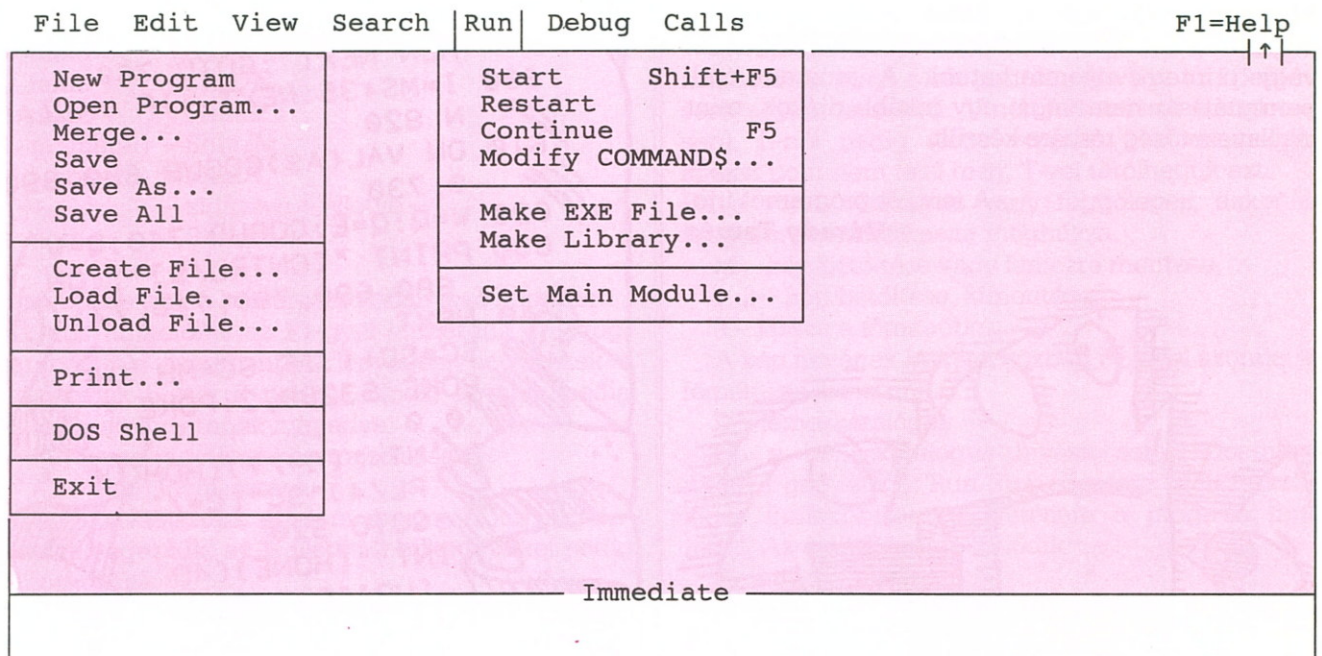 File Edit View Search Run Debug Calls F1=Help
New Program
Open Program...
Merge...
Save
Save As...
Save All
Create File...
Load File...
Unload File...
Print...
DOS Shell
Exit
Start Shift+F5
Restart
Continue F5
Modify COMMAND$...
Make EXE File...
Make Library...
Set Main Module...
Immediate